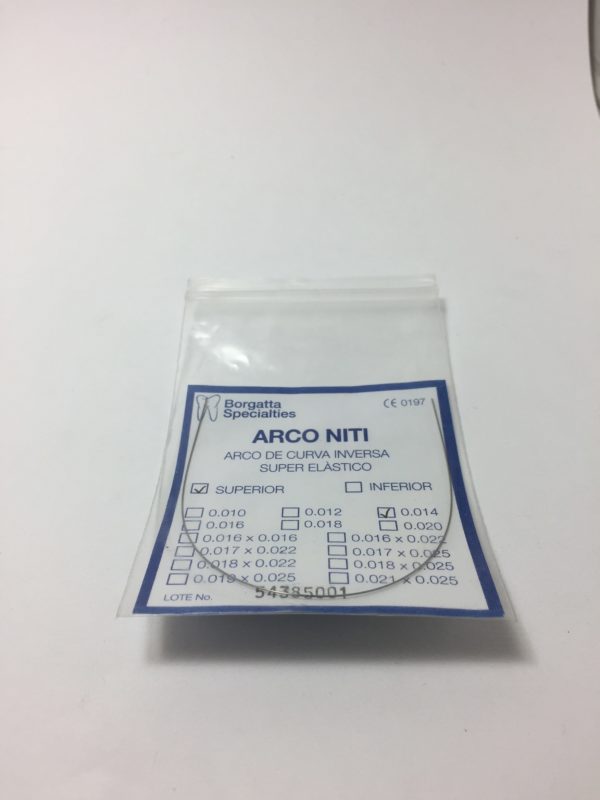 Borgatta
Specialties
CE 0197
ARCO NITI
ARCO DE CURVA INVERSA
SUPER ELÀSTICO
SUPERIOR INFERIOR
0.010 0.012 0.014
0.016 0.018 0.020
0.016 x 0.016 0.016 x 0.022
0.017 x 0.022 0.017 x 0.025
0.018 x 0.022 0.018 x 0.025
0.019 x 0.025 0.021 x 0.025
LOTE No. 54385001